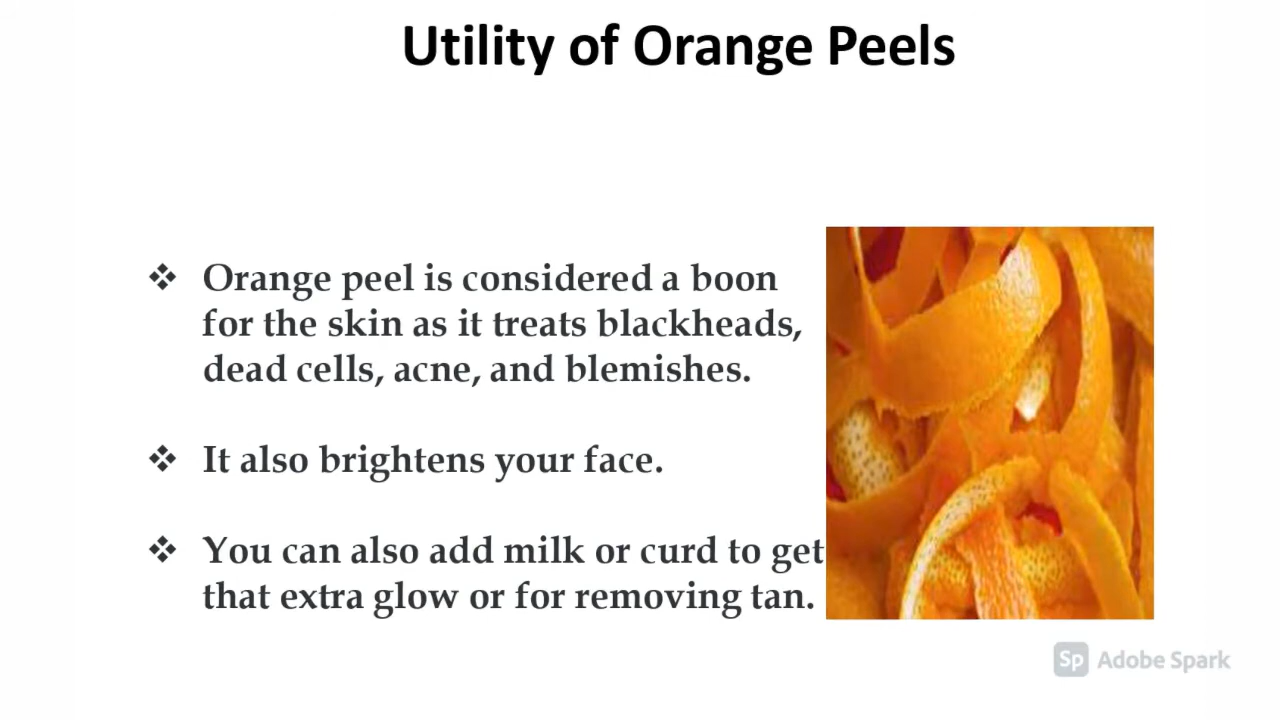 Utility of Orange Peels
❖ Orange peel is considered a boon
for the skin as it treats blackheads,
dead cells, acne, and blemishes.
❖ It also brightens your face.
❖ You can also add milk or curd to get
that extra glow or for removing tan.
Sp Adobe Spark